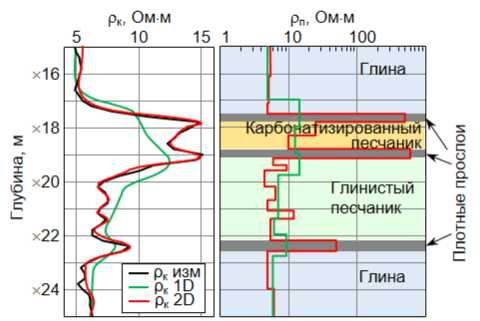 ρк, Ом·м
ρп, Ом·м
5 10 15
1 10 100
Глубина, м
×16
×18
×20
×22
×24
Глина
Карбонатизированный
песчаник
Глинистый
песчаник
Глина
Плотные прослои
ρк изм
ρк 1D
ρк 2D